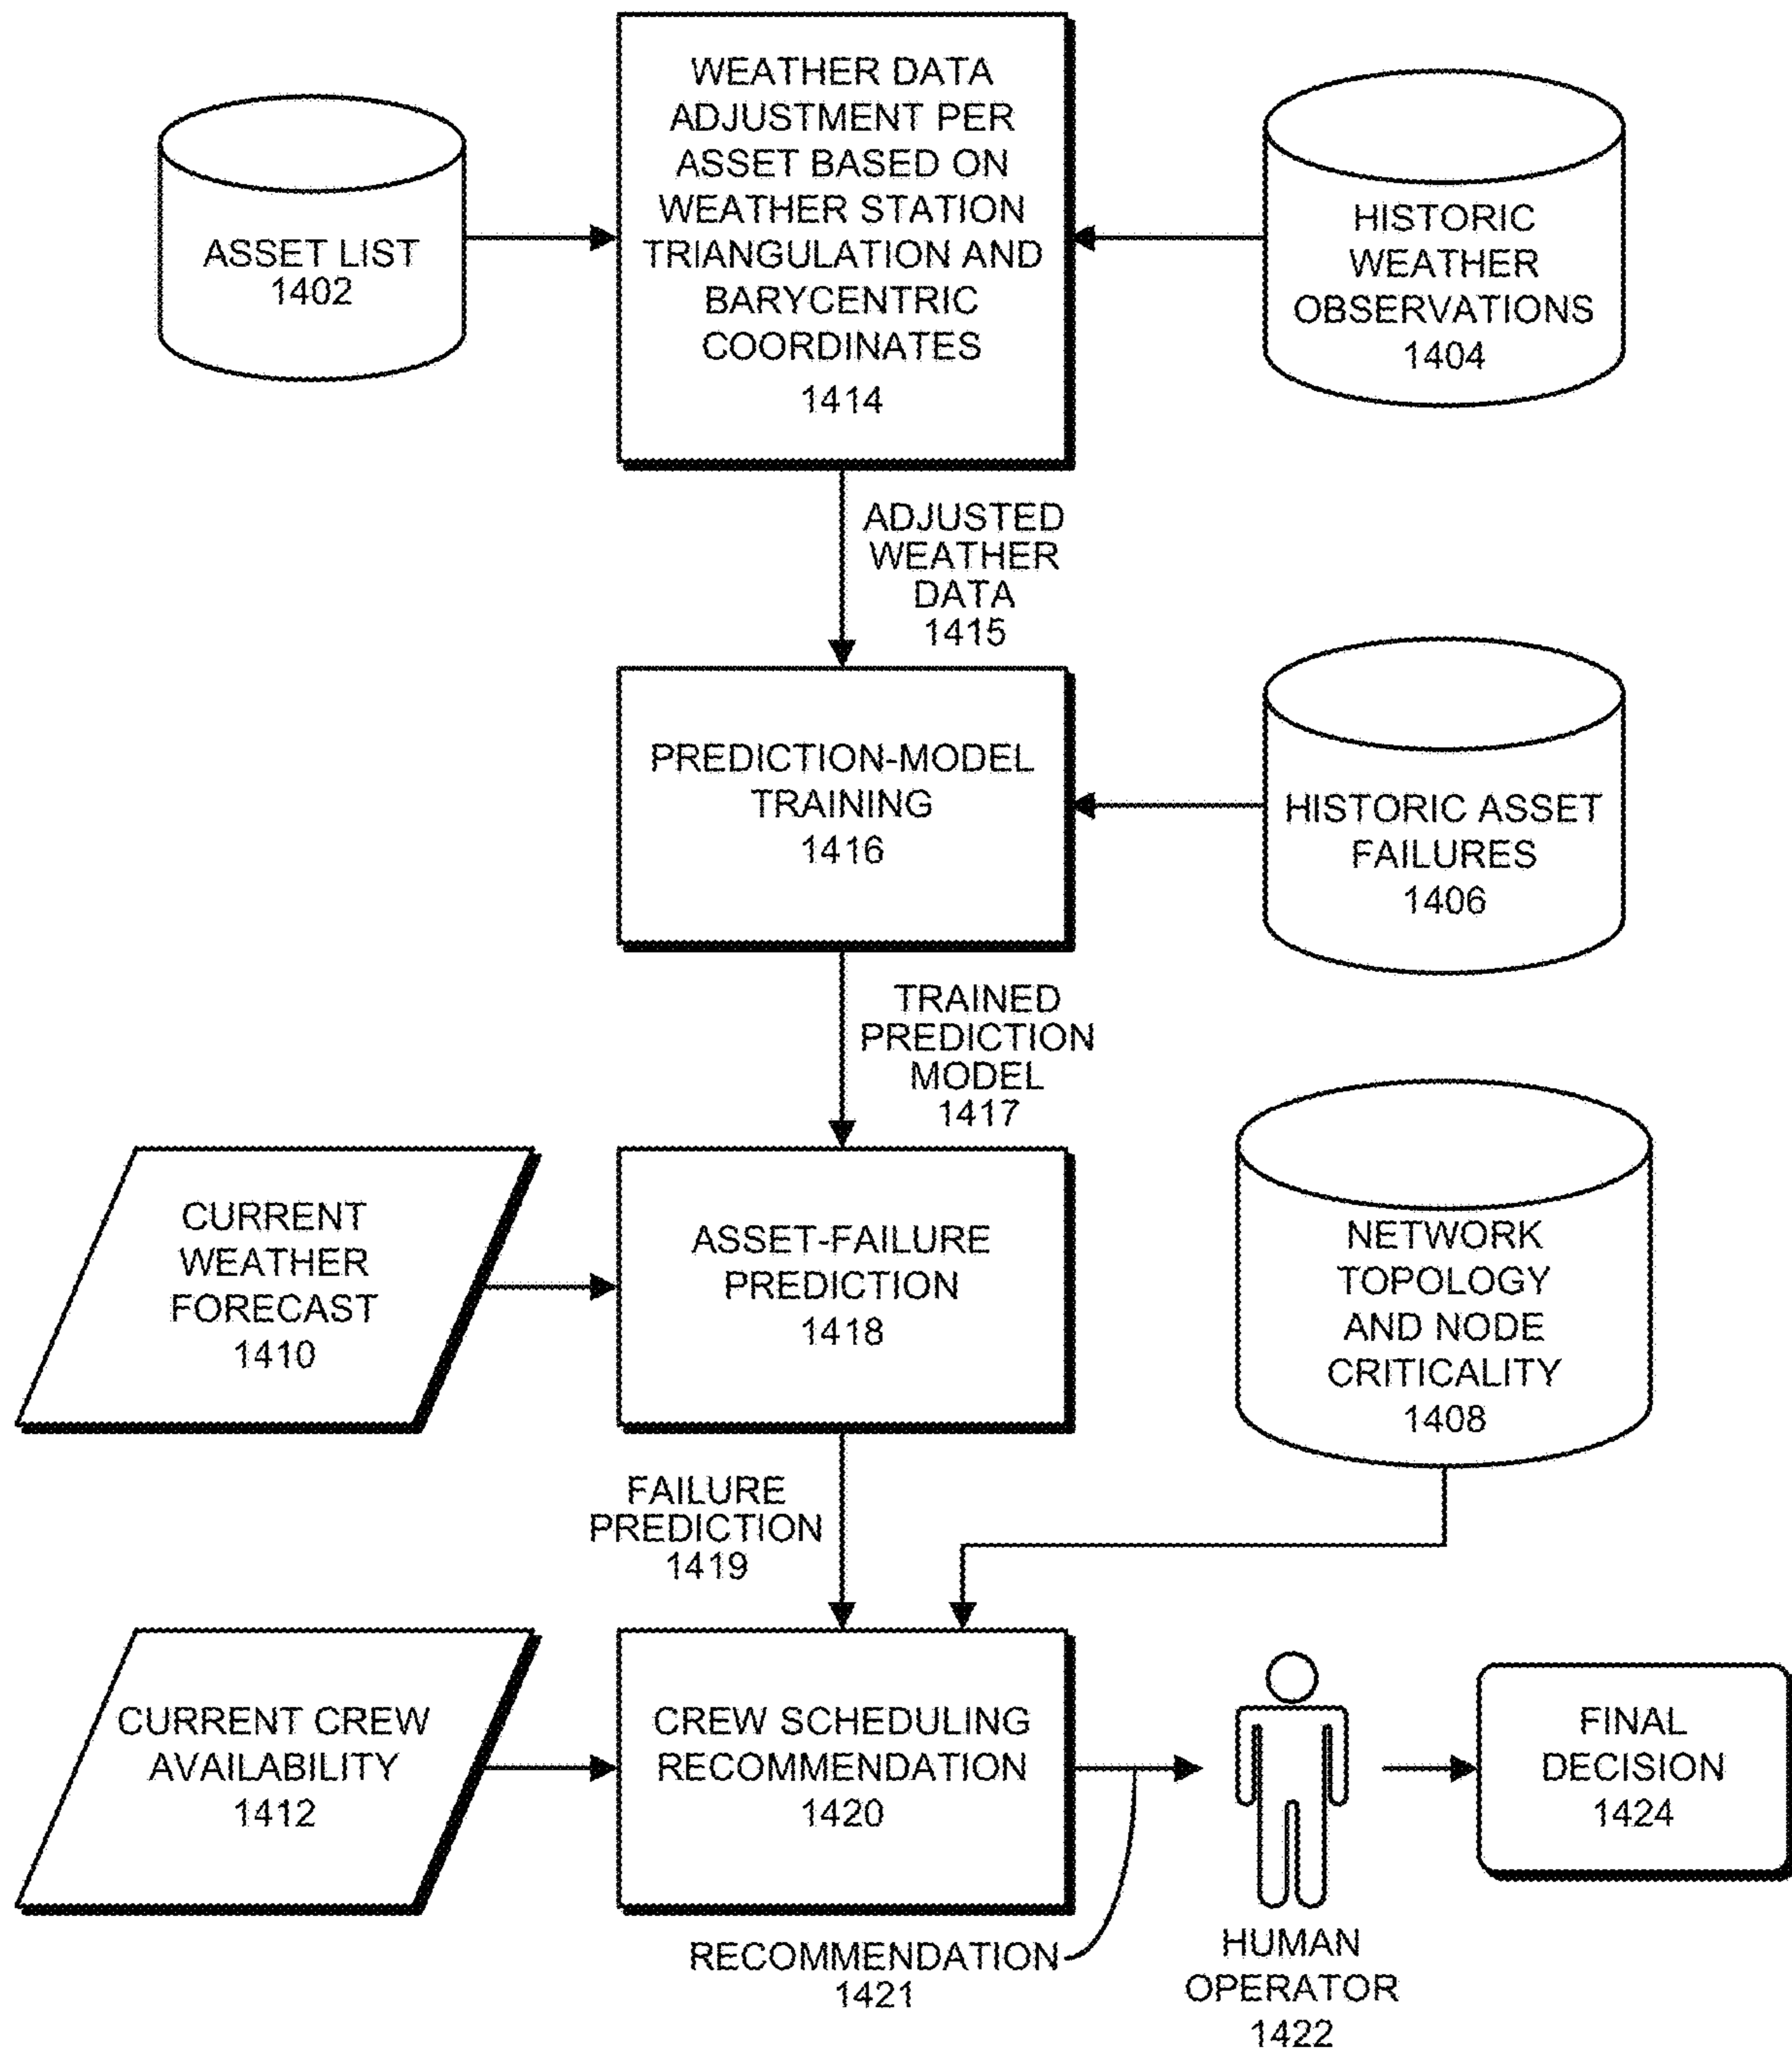 WEATHER DATA
ADJUSTMENT PER
ASSET BASED ON
WEATHER STATION
TRIANGULATION AND
BARYCENTRIC
COORDINATES
1414
ASSET LIST
1402
HISTORIC
WEATHER
OBSERVATIONS
1404
ADJUSTED
WEATHER
DATA
1415
PREDICTION-MODEL
TRAINING
1416
HISTORIC ASSET
FAILURES
1406
TRAINED
PREDICTION
MODEL
1417
CURRENT
WEATHER
FORECAST
1410
ASSET-FAILURE
PREDICTION
1418
NETWORK
TOPOLOGY
AND NODE
CRITICALITY
1408
FAILURE
PREDICTION
1419
CURRENT CREW
AVAILABILITY
1412
CREW SCHEDULING
RECOMMENDATION
1420
FINAL
DECISION
1424
RECOMMENDATION
1421
HUMAN
OPERATOR
1422